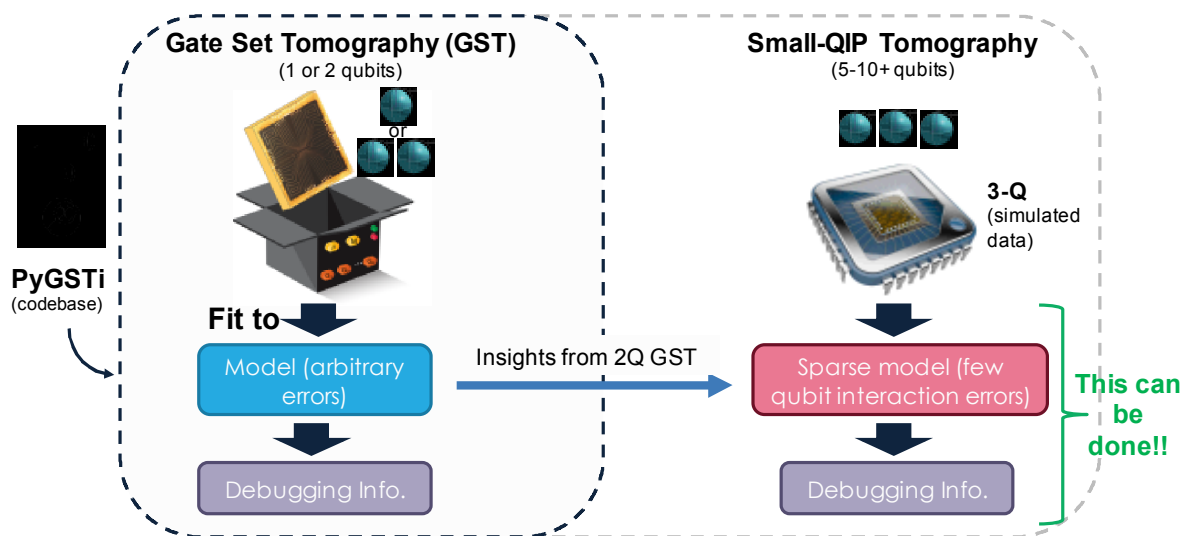 Gate Set Tomography (GST)
(1 or 2 qubits)
or
PyGSTi
(codebase)
Fit to
Model (arbitrary
errors)
Debugging Info.
Insights from 2Q GST
Small-QIP Tomography
(5-10+ qubits)
3-Q
(simulated
data)
Sparse model (few
qubit interaction errors)
Debugging Info.
This can
be
done!!